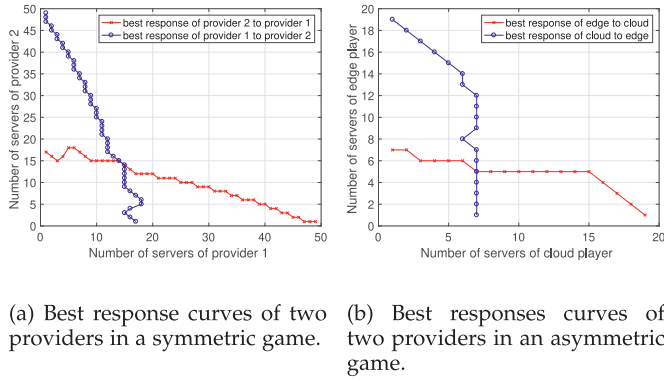 best response of provider 2 to provider 1
best response of provider 1 to provider 2
Number of servers of provider 2
50
45
40
35
30
25
20
15
10
5
0
0 10 20 30 40 50
Number of servers of provider 1
best response of edge to cloud
best response of cloud to edge
Number of servers of edge player
20
18
16
14
12
10
8
6
4
2
0
0 5 10 15 20
Number of servers of cloud player
(a) Best response curves of two
providers in a symmetric game.
(b) Best responses curves of
two providers in an asymmetric
game.